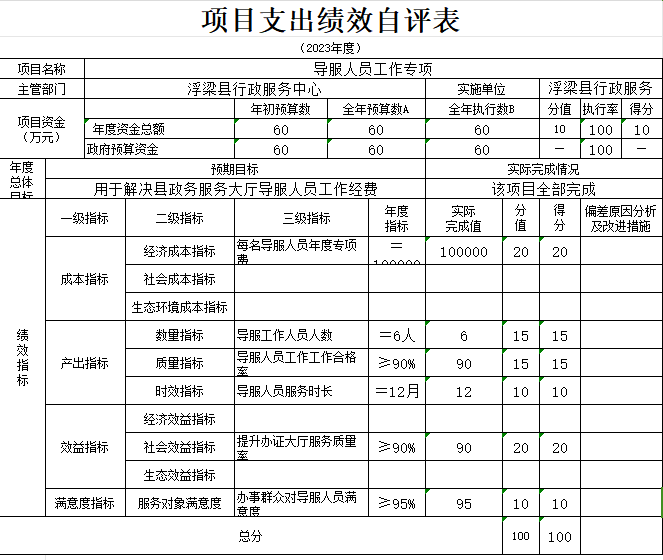 项目支出绩效自评表
（2023年度）
项目名称 导服人员工作专项
主管部门 浮梁县行政服务中心 实施单位 浮梁县行政服务
项目资金（万元） 年初预算数 全年预算数A 全年执行数B 分值 执行率 得分
年度资金总额 60 60 60 10 100 10
政府预算资金 60 60 60 — 100 —
年度总体目标 预期目标 实际完成情况
用于解决县政务服务大厅导服人员工作经费 该项目全部完成
绩效指标 一级指标 二级指标 三级指标 年度指标 实际完成值 分值 得分 偏差原因分析及改进措施
成本指标 经济成本指标 每名导服人员年度专项费 ＝100000 100000 20 20
社会成本指标
生态环境成本指标
产出指标 数量指标 导服工作人员人数 ＝6人 6 15 15
质量指标 导服人员工作工作合格率 ≥90% 90 15 15
时效指标 导服人员服务时长 ＝12月 12 10 10
效益指标 经济效益指标
社会效益指标 提升办证大厅服务质量率 ≥90% 90 20 20
生态效益指标
满意度指标 服务对象满意度 办事群众对导服人员满意度 ≥95% 95 10 10
总分 100 100